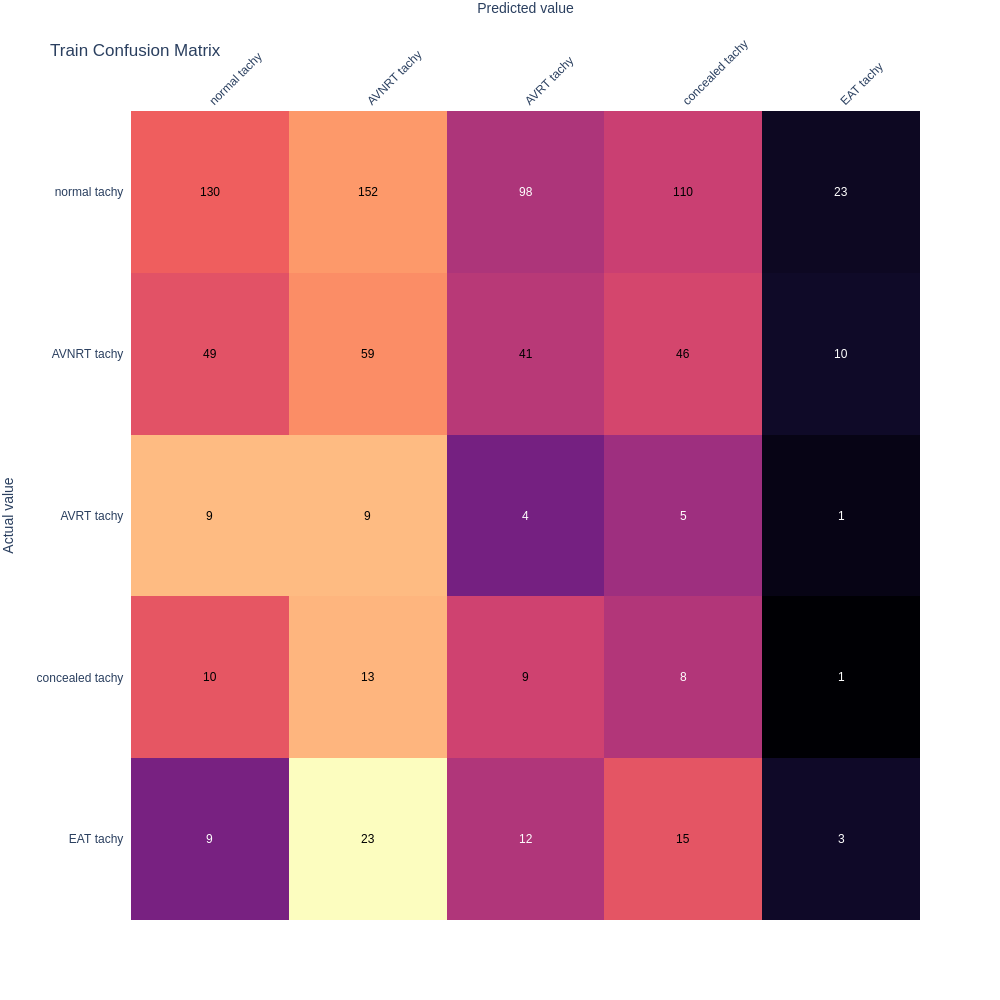 Predicted value
Train Confusion Matrix
normal tachy AVNRT tachy AVRT tachy concealed tachy EAT tachy
normal tachy 130 152 98 110 23
AVNRT tachy 49 59 41 46 10
Actual value
AVRT tachy 9 9 4 5 1
concealed tachy 10 13 9 8 1
EAT tachy 9 23 12 15 3